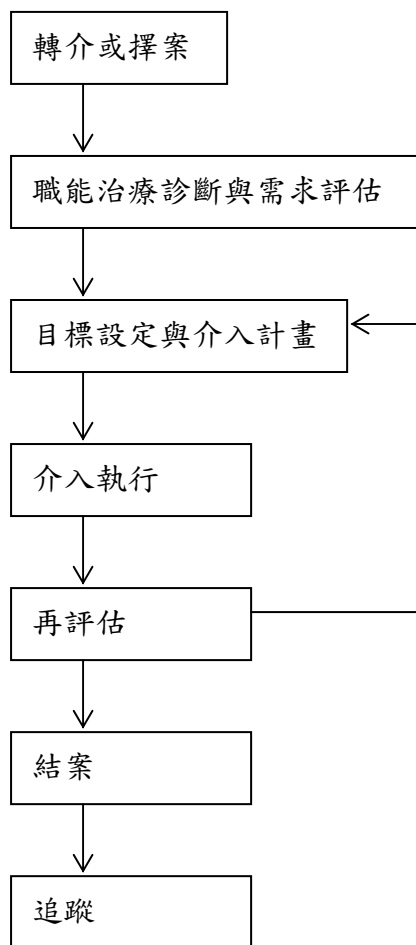 轉介或擇案
職能治療診斷與需求評估
目標設定與介入計畫
介入執行
再評估
結案
追蹤